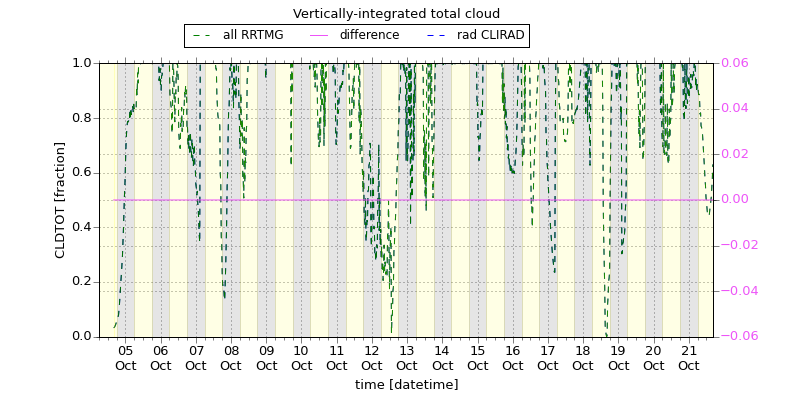 Vertically-integrated total cloud
all RRTMG difference rad CLIRAD
1.0
0.8
0.6
0.4
0.2
0.0
CLDTOT [fraction]
0.06
0.04
0.02
0.00
−0.02
−0.04
−0.06
05 06 07 08 09 10 11 12 13 14 15 16 17 18 19 20 21
Oct Oct Oct Oct Oct Oct Oct Oct Oct Oct Oct Oct Oct Oct Oct Oct Oct
time [datetime]